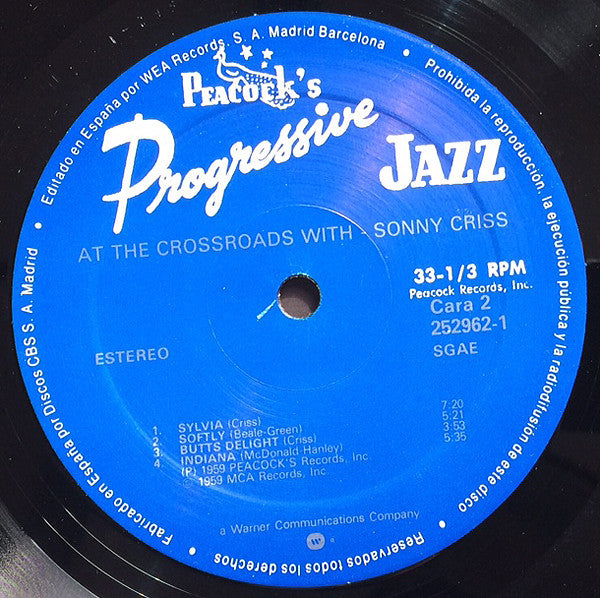 Editado en España por WEA Records, S. A. Madrid Barcelona
Prohibida la reproducción, la ejecución pública y la radiodifusión de este disco
Peacock's
Progressive
JAZZ
AT THE CROSSROADS WITH - SONNY CRISS
33-1/3 RPM
Peacock Records, Inc.
Cara 2
252962-1
ESTEREO
SGAE
1. SYLVIA (Criss) 7:20
2. SOFTLY (Beale-Green) 5:21
3. BUTTS DELIGHT (Criss) 3:53
4. INDIANA (McDonald Hanley) 5:35
(P) 1959 PEACOCK'S Records, Inc.
© 1959 MCA Records, Inc
a Warner Communications Company
W ®
Fabricado en España por Discos CBS S. A. Madrid
Reservados todos los derechos